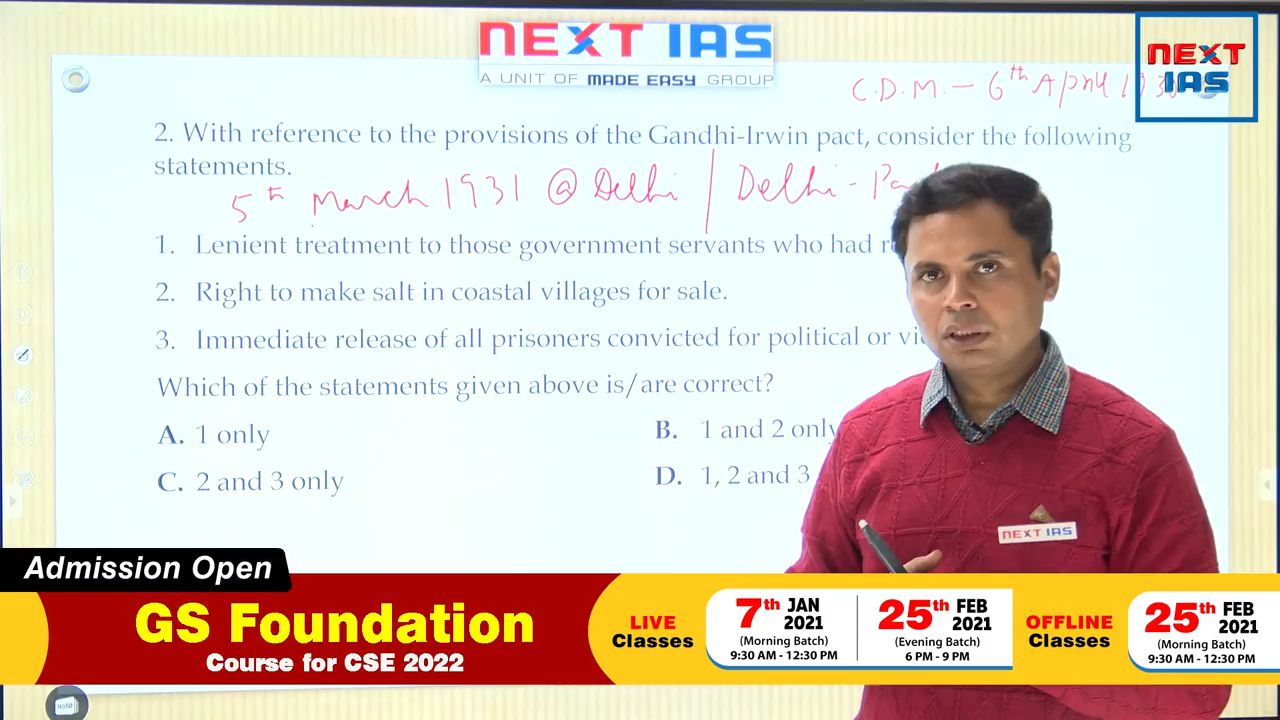 NEXT IAS
A UNIT OF MADE EASY GROUP
NEXT
IAS
C.D.M. – 6th April
2. With reference to the provisions of the Gandhi-Irwin pact, consider the following
statements.
5th March 1931 @ Delhi | Delhi-
1. Lenient treatment to those government servants who had
2. Right to make salt in coastal villages for sale.
3. Immediate release of all prisoners convicted for political or
Which of the statements given above is/are correct?
A. 1 only
B. 1 and 2 only
C. 2 and 3 only
D. 1, 2 and 3
NEXT IAS
Admission Open
GS Foundation
Course for CSE 2022
LIVE
Classes
7th JAN
2021
(Morning Batch)
9:30 AM - 12:30 PM
25th FEB
2021
(Evening Batch)
6 PM - 9 PM
OFFLINE
Classes
25th FEB
2021
(Morning Batch)
9:30 AM - 12:30 PM
Note